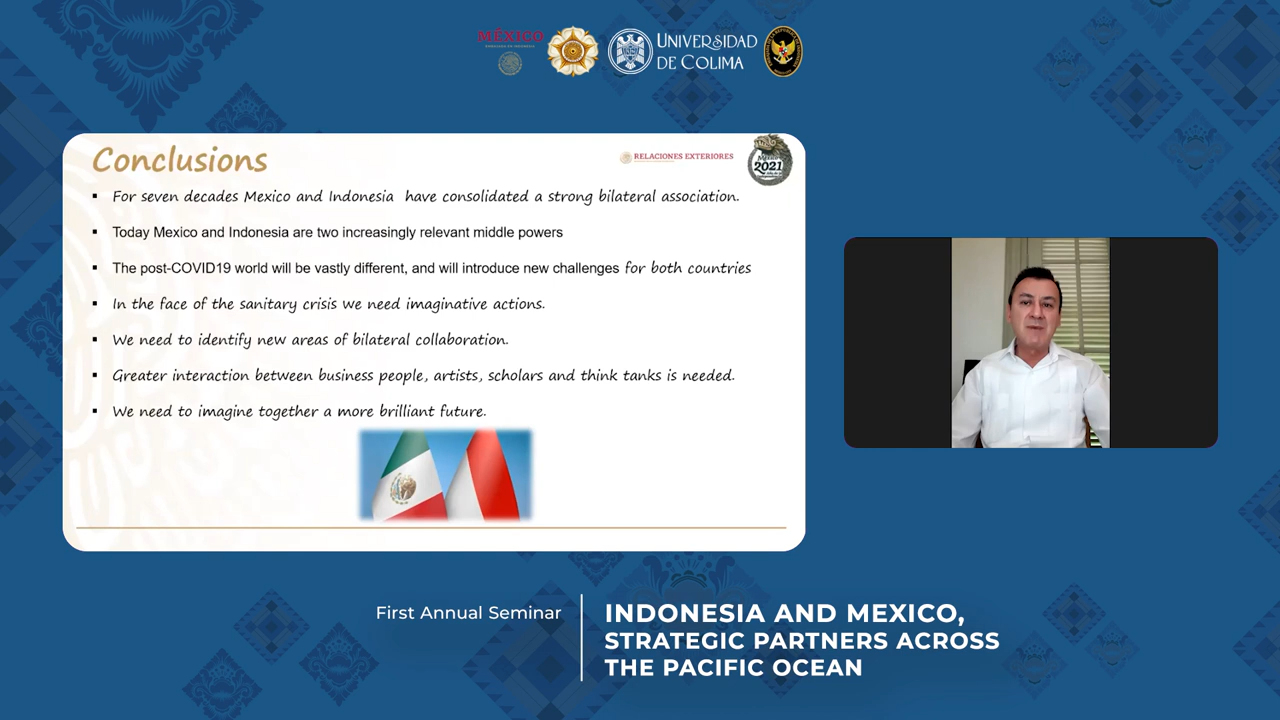 MÉXICO
UNIVERSIDAD
DE COLIMA
Conclusions
RELACIONES EXTERIORES
México
2021
▪ For seven decades Mexico and Indonesia have consolidated a strong bilateral association.
▪ Today Mexico and Indonesia are two increasingly relevant middle powers
▪ The post-COVID19 world will be vastly different, and will introduce new challenges for both countries
▪ In the face of the sanitary crisis we need imaginative actions.
▪ We need to identify new areas of bilateral collaboration.
▪ Greater interaction between business people, artists, scholars and think tanks is needed.
▪ We need to imagine together a more brilliant future.
First Annual Seminar
INDONESIA AND MEXICO,
STRATEGIC PARTNERS ACROSS
THE PACIFIC OCEAN